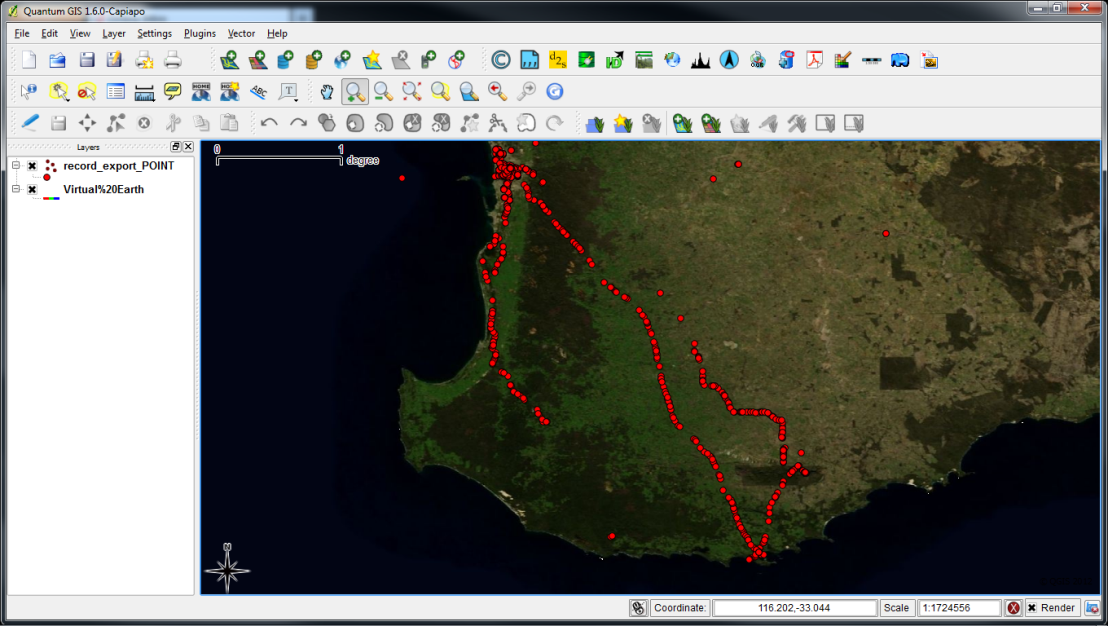 Quantum GIS 1.6.0-Capiapo
File Edit View Layer Settings Plugins Vector Help
Layers
record_export_POINT
Virtual%20Earth
0 1
degree
N
Coordinate: 116.202,-33.044 Scale 1:1724556 Render